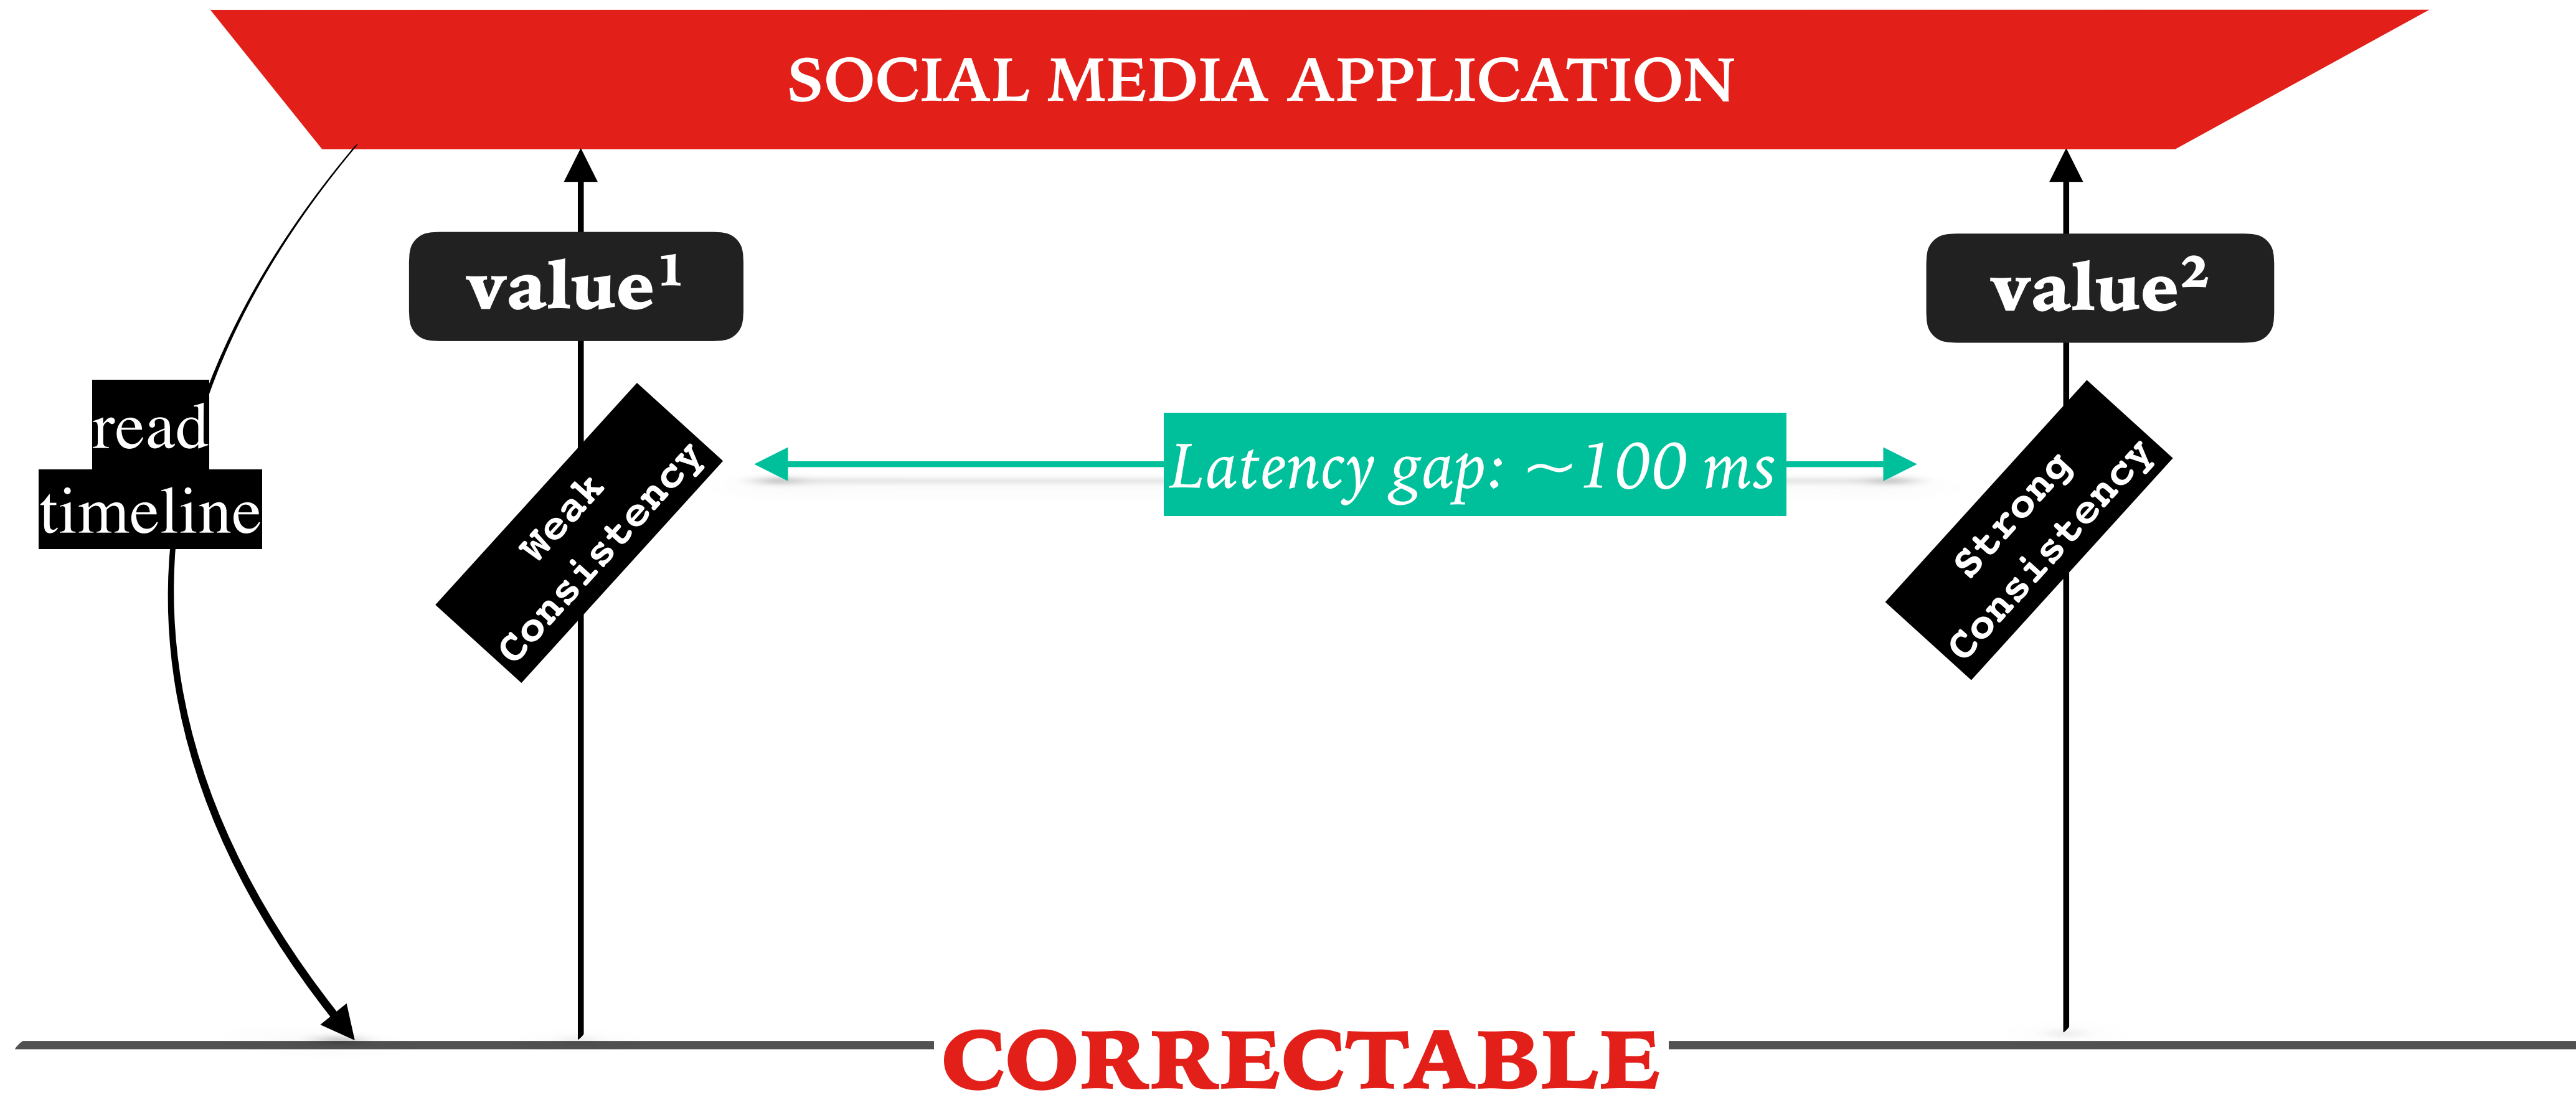 SOCIAL MEDIA APPLICATION
value¹
value²
read
timeline
Weak
Consistency
Latency gap: ~100 ms
Strong
Consistency
CORRECTABLE